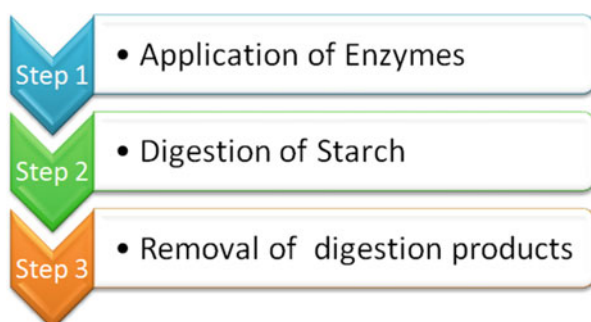 Step 1
• Application of Enzymes
Step 2
• Digestion of Starch
Step 3
• Removal of  digestion products